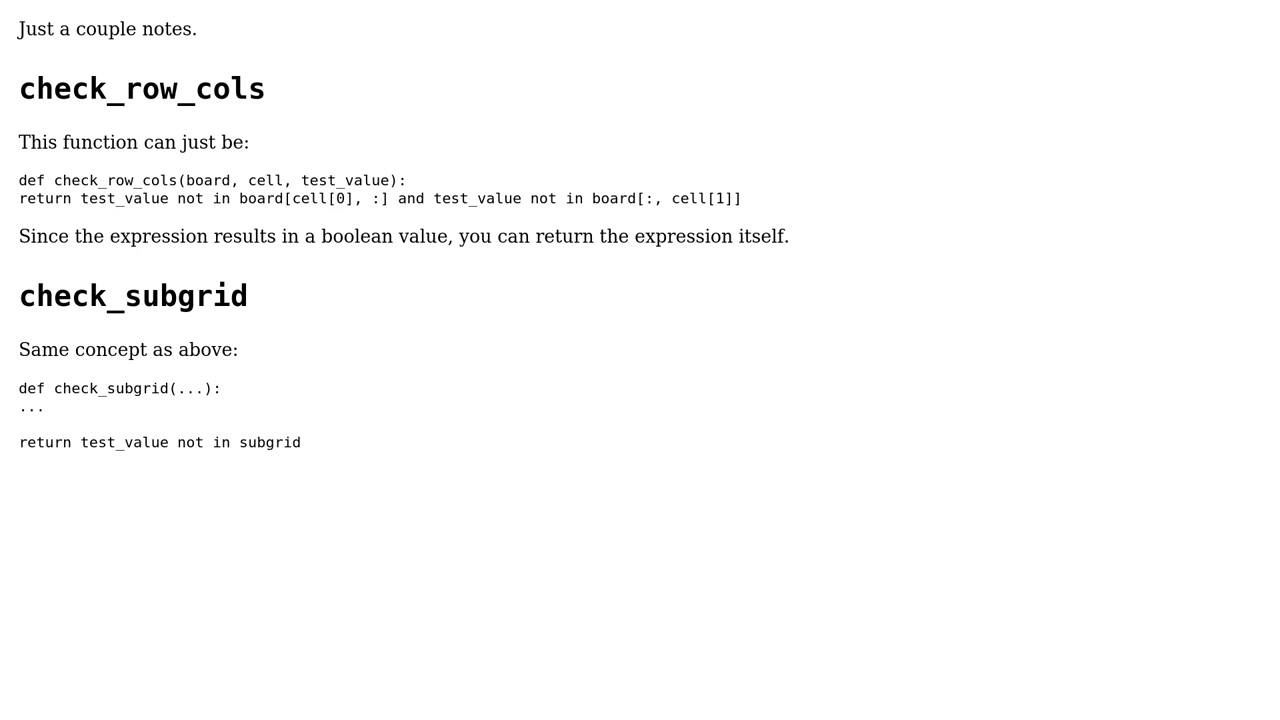 Just a couple notes.
check_row_cols
This function can just be:
def check_row_cols(board, cell, test_value):
return test_value not in board[cell[0], :] and test_value not in board[:, cell[1]]
Since the expression results in a boolean value, you can return the expression itself.
check_subgrid
Same concept as above:
def check_subgrid(...):
...
return test_value not in subgrid